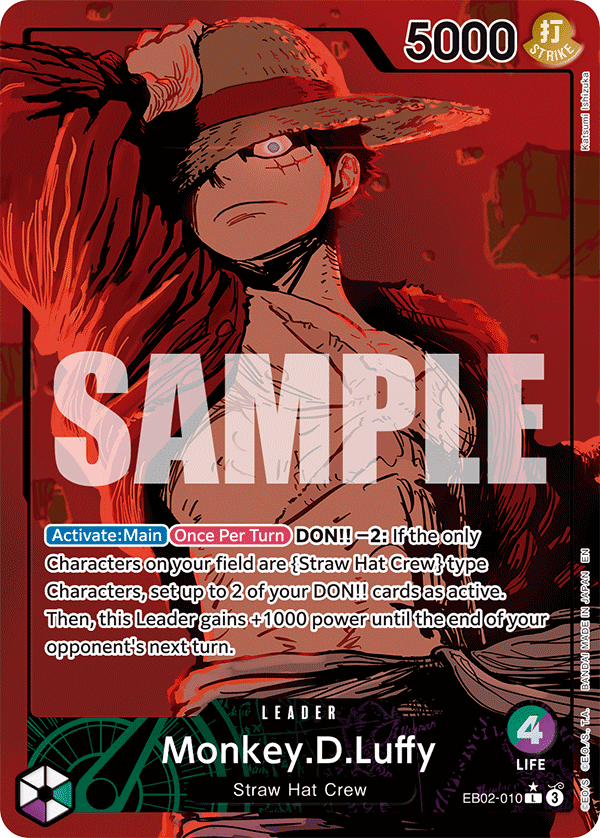 5000
打
STRIKE
Katsumi Ishizuka
SAMPLE
Activate:Main Once Per Turn DON!! −2: If the only
Characters on your field are {Straw Hat Crew} type
Characters, set up to 2 of your DON!! cards as active.
Then, this Leader gains +1000 power until the end of your
opponent's next turn.
©E.O./S., T.A. BANDAI MADE IN JAPAN EN
LEADER
Monkey.D.Luffy
Straw Hat Crew
4
LIFE
EB02-010 L 3